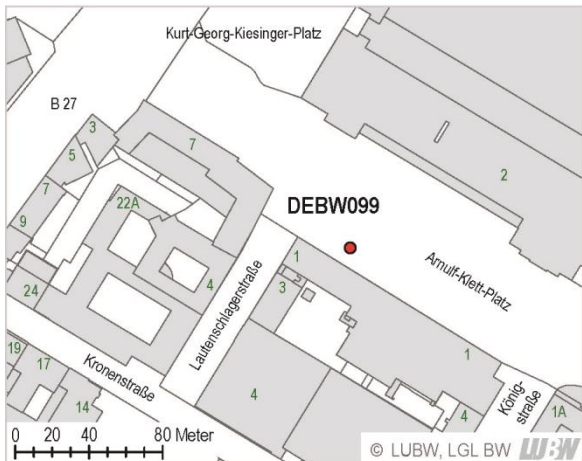 Kurt-Georg-Kiesinger-Platz
B 27
3
7
5
2
7
DEBW099
22A
9
1
Arnulf-Klett-Platz
24
4
3
Lautenschlagerstraße
Kronenstraße
19
17
4
1
König-
straße
14
4
1A
0 20 40 80 Meter
© LUBW, LGL BW LUBW